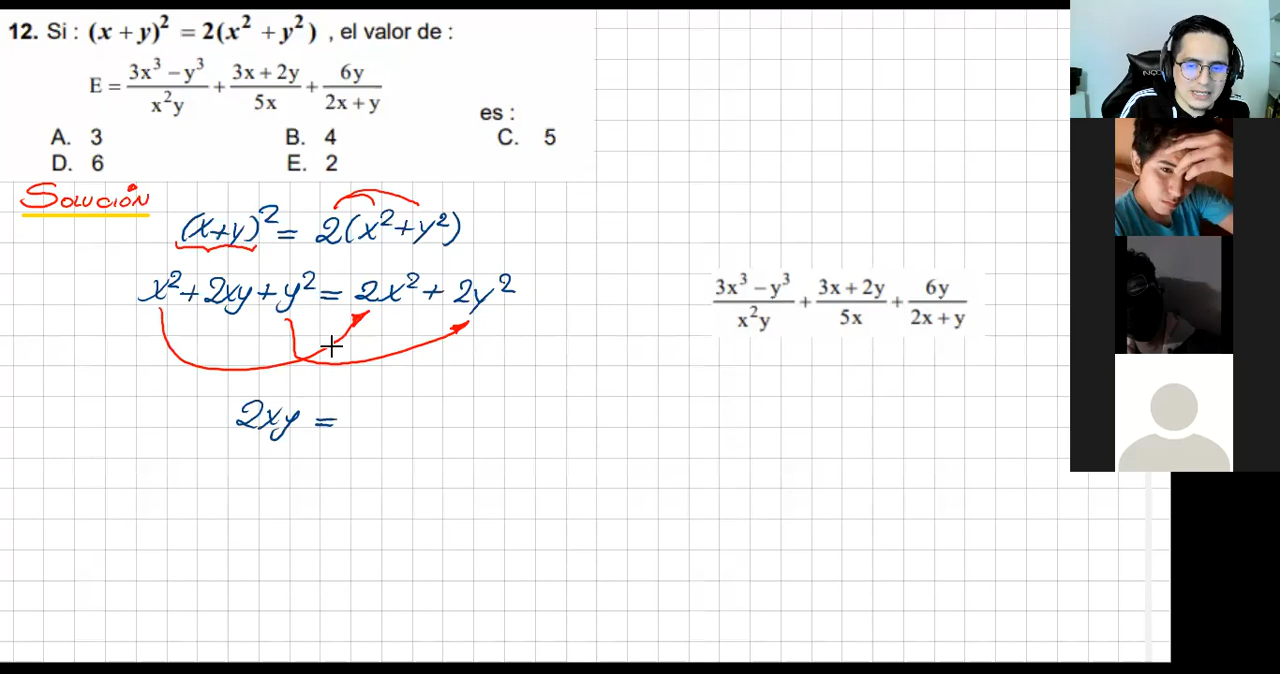 12. Si : (x + y)² = 2(x² + y²) , el valor de :
E = (3x³ − y³)/(x²y) + (3x + 2y)/(5x) + 6y/(2x + y)
es :
A. 3 B. 4 C. 5
D. 6 E. 2
SOLUCIÓN
(x+y)² = 2(x²+y²)
x² + 2xy + y² = 2x² + 2y²
2xy =
(3x³ − y³)/(x²y) + (3x + 2y)/(5x) + 6y/(2x + y)